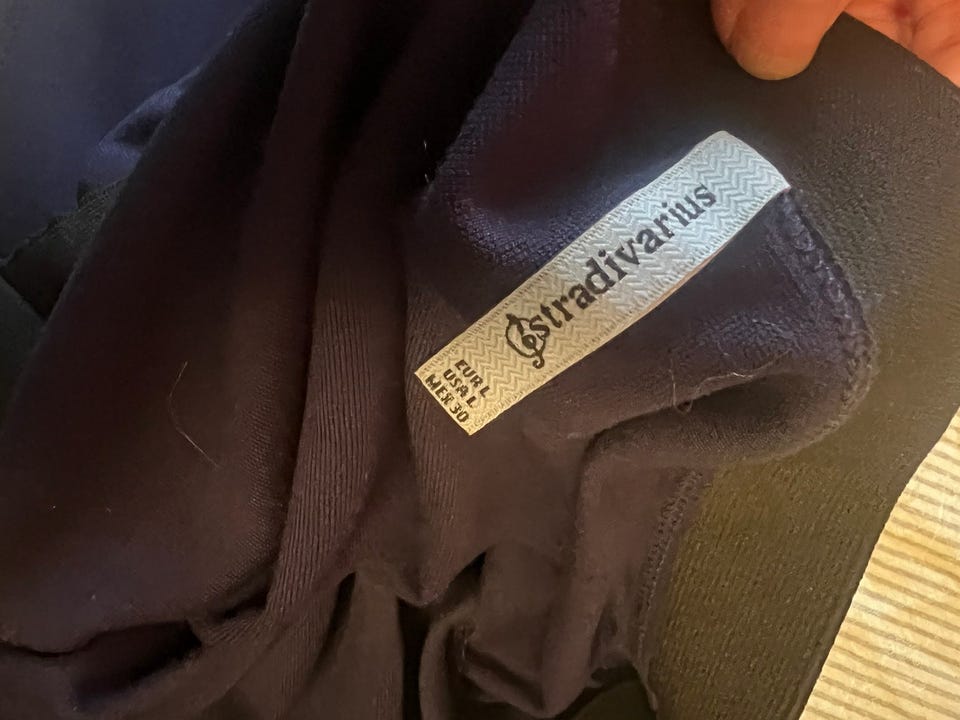 stradivarius
EUR L
USA L
MEX 30